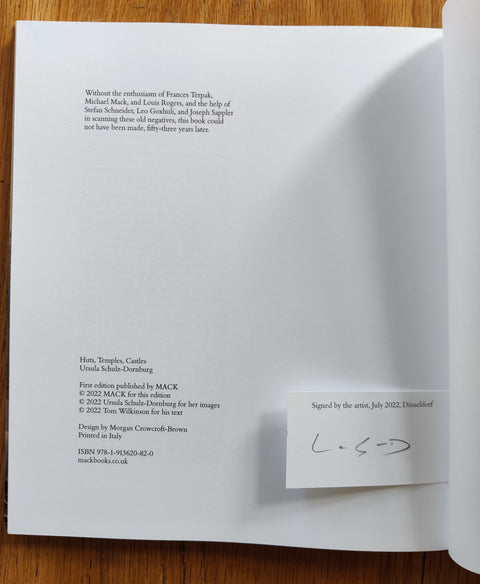 Without the enthusiasm of Frances Terpak,
Michael Mack, and Louis Rogers, and the help of
Stefan Schneider, Leo Goxhuli, and Joseph Sappler
in scanning these old negatives, this book could
not have been made, fifty-three years later.
Huts, Temples, Castles
Ursula Schulz-Dornburg
First edition published by MACK
© 2022 MACK for this edition
© 2022 Ursula Schulz-Dornburg for her images
© 2022 Tom Wilkinson for his text
Design by Morgan Crowcroft-Brown
Printed in Italy
ISBN 978-1-913620-82-0
mackbooks.co.uk
Signed by the artist, July 2022, Düsseldorf